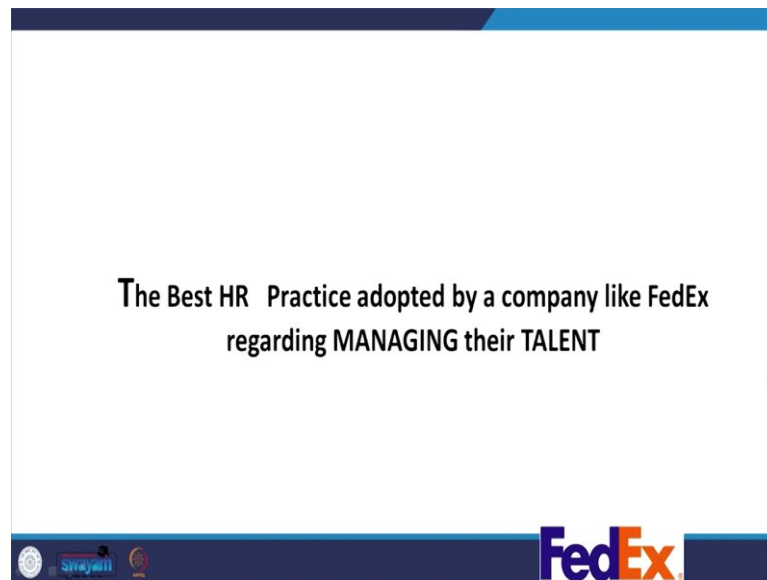 The Best HR Practice adopted by a company like FedEx
regarding MANAGING their TALENT
swayam
FedEx